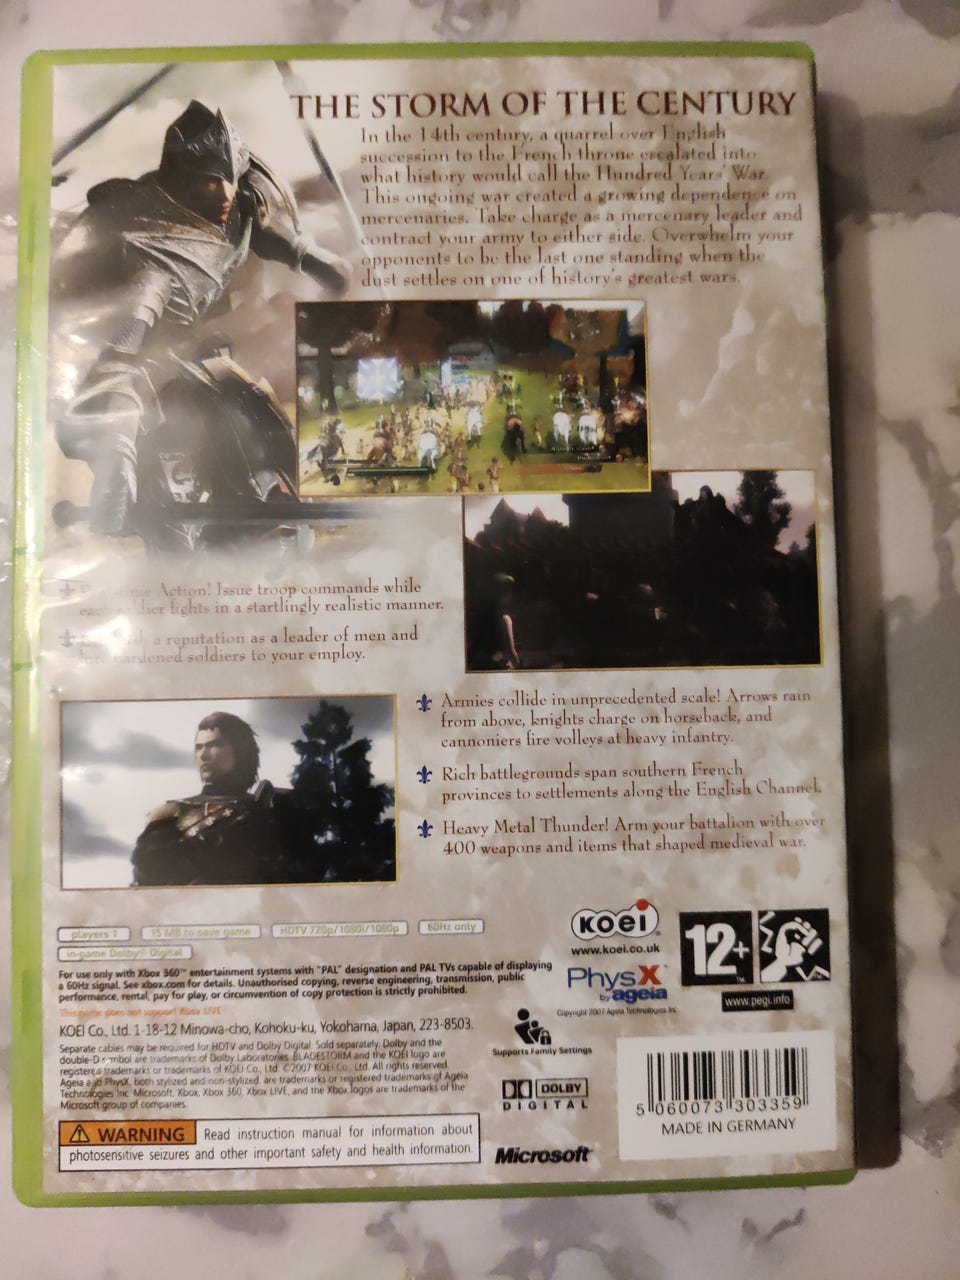 THE STORM OF THE CENTURY
In the 14th century, a quarrel over English
succession to the French throne escalated into
what history would call the Hundred Years' War.
This ongoing war created a growing dependence on
mercenaries. Take charge as a mercenary leader and
contract your army to either side. Overwhelm your
opponents to be the last one standing when the
dust settles on one of history's greatest wars.
Action! Issue troop commands while
each soldier fights in a startlingly realistic manner.
a reputation as a leader of men and
hardened soldiers to your employ.
Armies collide in unprecedented scale! Arrows rain
from above, knights charge on horseback, and
cannoniers fire volleys at heavy infantry.
Rich battlegrounds span southern French
provinces to settlements along the English Channel.
Heavy Metal Thunder! Arm your battalion with over
400 weapons and items that shaped medieval war.
players 1
15 MB to save game
HDTV 720p/1080i/1080p
60Hz only
in-game Dolby® Digital
For use only with Xbox 360™ entertainment systems with "PAL" designation and PAL TVs capable of displaying
a 60Hz signal. See xbox.com for details. Unauthorised copying, reverse engineering, transmission, public
performance, rental, pay for play, or circumvention of copy protection is strictly prohibited.
This game does not support Xbox LIVE
KOEI Co., Ltd. 1-18-12 Minowa-cho, Kohoku-ku, Yokohama, Japan, 223-8503.
Separate cables may be required for HDTV and Dolby Digital. Sold separately. Dolby and the
double-D symbol are trademarks of Dolby Laboratories. BLADESTORM and the KOEI logo are
registered trademarks or trademarks of KOEI Co., Ltd. ©2007 KOEI Co., Ltd. All rights reserved.
Ageia and PhysX, both stylized and non-stylized, are trademarks or registered trademarks of Ageia
Technologies Inc. Microsoft, Xbox, Xbox 360, Xbox LIVE, and the Xbox logos are trademarks of the
Microsoft group of companies.
WARNING Read instruction manual for information about
photosensitive seizures and other important safety and health information.
KOEI
www.koei.co.uk
PhysX
by ageia
Copyright 2007 Ageia Technologies Inc
Supports Family Settings
DOLBY
DIGITAL
Microsoft
12+
www.pegi.info
5 060073 303359
MADE IN GERMANY